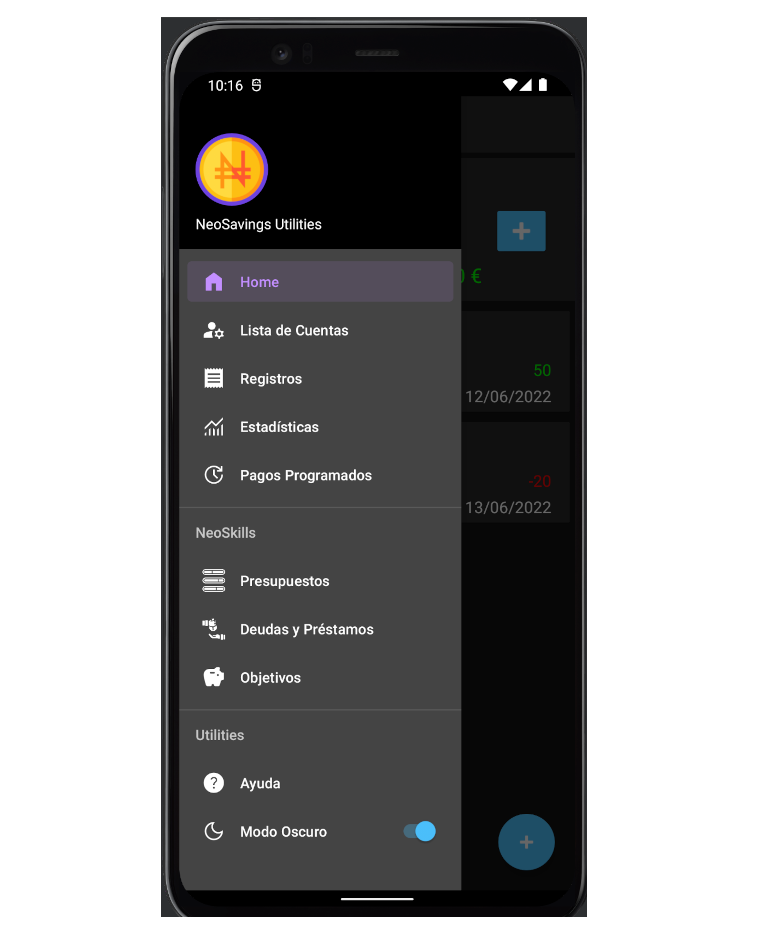 10:16
NeoSavings Utilities
Home
0 €
Lista de Cuentas
50
Registros
12/06/2022
Estadísticas
Pagos Programados
-20
13/06/2022
NeoSkills
Presupuestos
Deudas y Préstamos
Objetivos
Utilities
Ayuda
Modo Oscuro